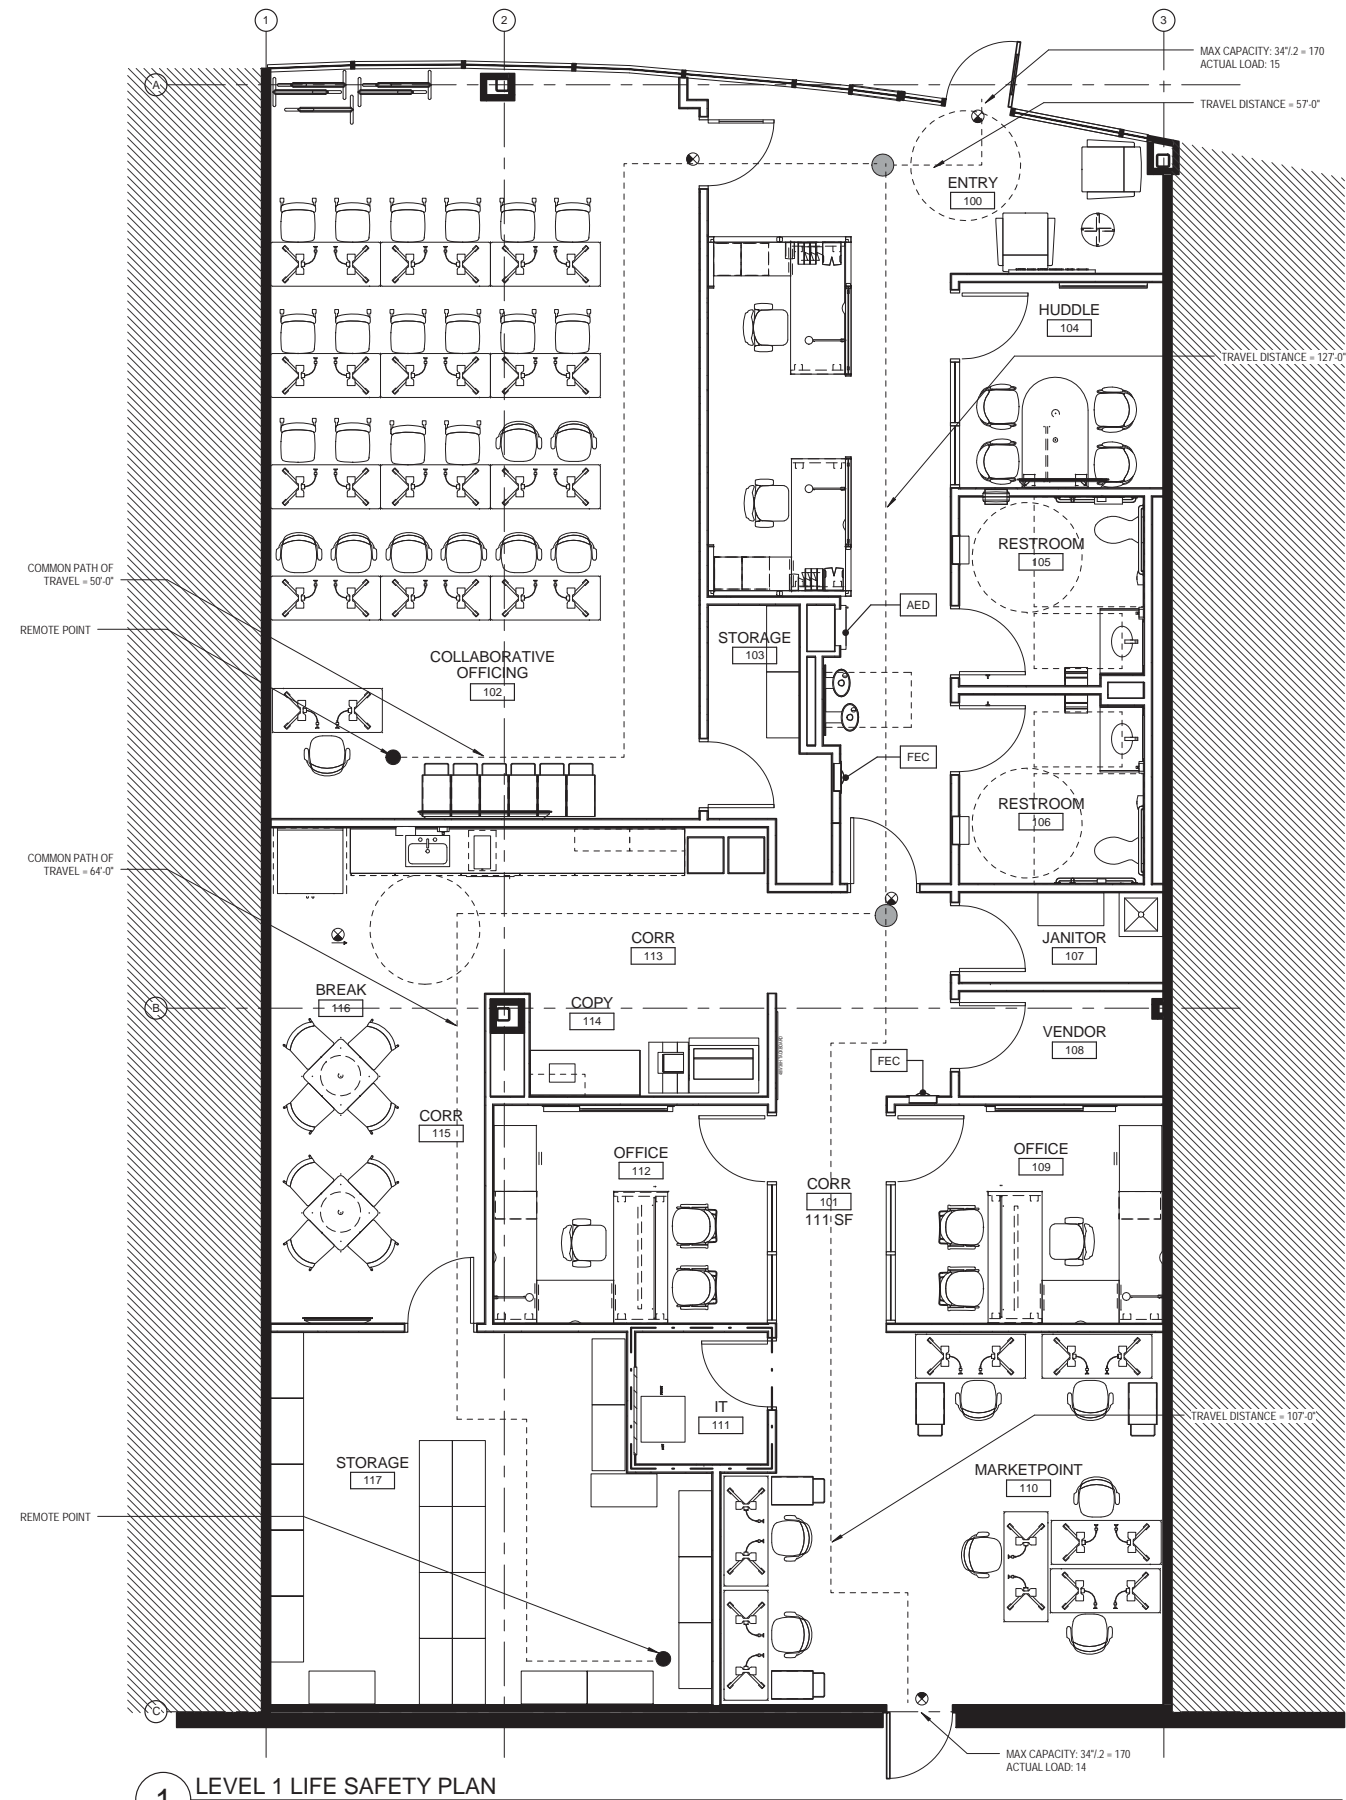 1
2
3
MAX CAPACITY: 34"/.2 = 170
ACTUAL LOAD: 15
A
TRAVEL DISTANCE = 57'-0"
ENTRY
100
HUDDLE
104
TRAVEL DISTANCE = 127'-0"
RESTROOM
105
COMMON PATH OF
TRAVEL = 50'-0"
AED
REMOTE POINT
STORAGE
103
COLLABORATIVE
OFFICING
102
FEC
RESTROOM
106
COMMON PATH OF
TRAVEL = 64'-0"
CORR
113
JANITOR
107
BREAK
116
COPY
114
B
VENDOR
108
FEC
CORR
115
OFFICE
112
OFFICE
109
CORR
101
111 SF
IT
111
TRAVEL DISTANCE = 107'-0"
STORAGE
117
MARKETPOINT
110
REMOTE POINT
C
MAX CAPACITY: 34"/.2 = 170
ACTUAL LOAD: 14
1
LEVEL 1 LIFE SAFETY PLAN